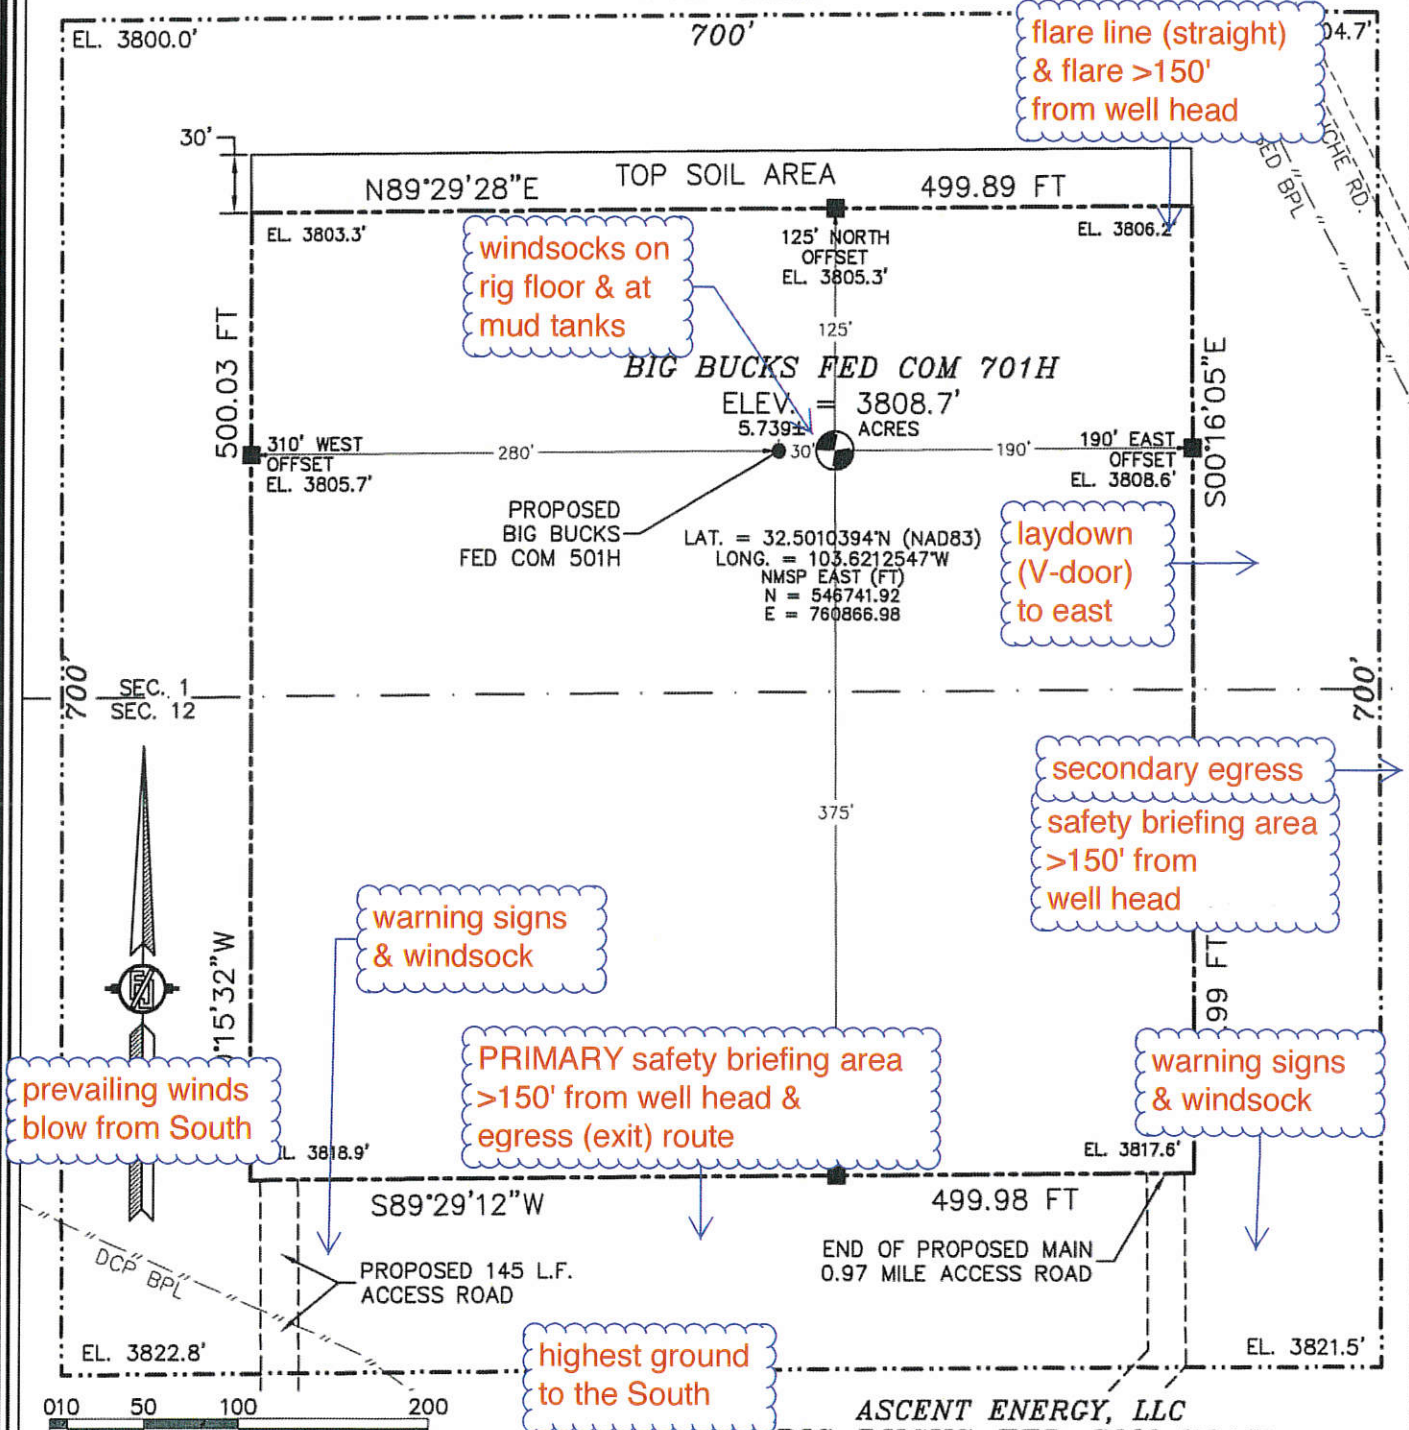 EL. 3800.0'
700'
flare line (straight)
& flare >150'
from well head
04.7'
30'
TOP SOIL AREA
N89°29'28"E
499.89 FT
BPL
RD.
EL. 3803.3'
EL. 3806.2'
windsocks on
rig floor & at
mud tanks
125' NORTH
OFFSET
EL. 3805.3'
125'
500.03 FT
S00°16'05"E
BIG BUCKS FED COM 701H
ELEV. = 3808.7'
5.739± ACRES
310' WEST
OFFSET
EL. 3805.7'
280'
30'
190'
190' EAST
OFFSET
EL. 3808.6'
PROPOSED
BIG BUCKS
FED COM 501H
LAT. = 32.5010394°N (NAD83)
LONG. = 103.6212547°W
NMSP EAST (FT)
N = 546741.92
E = 760866.98
laydown
(V-door)
to east
700'
SEC. 1
SEC. 12
700'
secondary egress
safety briefing area
>150' from
well head
375'
warning signs
& windsock
°15'32"W
.99 FT
PRIMARY safety briefing area
>150' from well head &
egress (exit) route
warning signs
& windsock
prevailing winds
blow from South
EL. 3818.9'
EL. 3817.6'
S89°29'12"W
499.98 FT
DCP BPL
PROPOSED 145 L.F.
ACCESS ROAD
END OF PROPOSED MAIN
0.97 MILE ACCESS ROAD
EL. 3822.8'
highest ground
to the South
EL. 3821.5'
010 50 100 200
ASCENT ENERGY, LLC